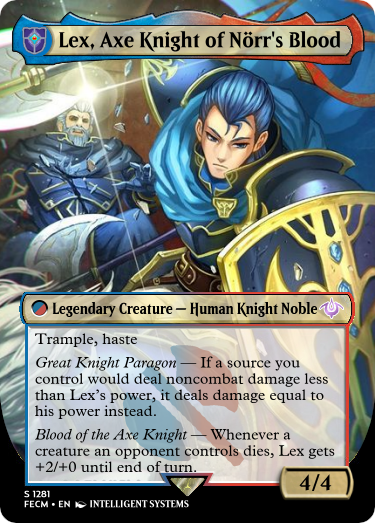 Lex, Axe Knight of Nörr's Blood
Legendary Creature — Human Knight Noble
Trample, haste
Great Knight Paragon — If a source you
control would deal noncombat damage less
than Lex's power, it deals damage equal to
his power instead.
Blood of the Axe Knight — Whenever a
creature an opponent controls dies, Lex gets
+2/+0 until end of turn.
4/4
S 1281
FECM • EN INTELLIGENT SYSTEMS